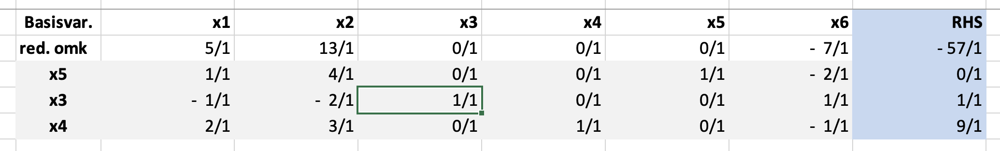 Basisvar. x1 x2 x3 x4 x5 x6 RHS
red. omk 5/1 13/1 0/1 0/1 0/1 - 7/1 - 57/1
x5 1/1 4/1 0/1 0/1 1/1 - 2/1 0/1
x3 - 1/1 - 2/1 1/1 0/1 0/1 1/1 1/1
x4 2/1 3/1 0/1 1/1 0/1 - 1/1 9/1